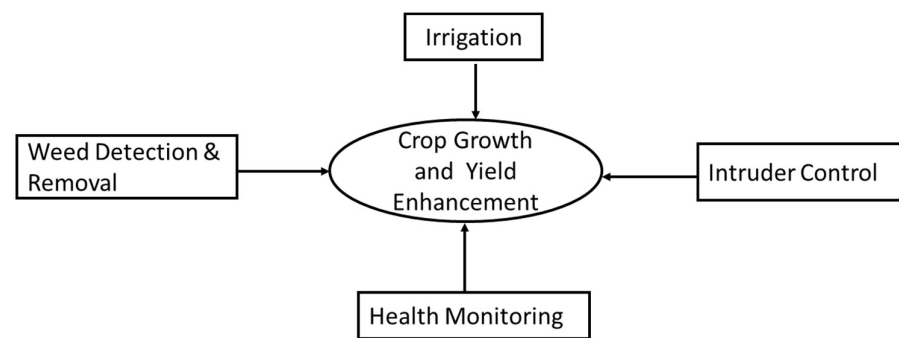 Irrigation
Weed Detection &
Removal
Crop Growth
and Yield
Enhancement
Intruder Control
Health Monitoring